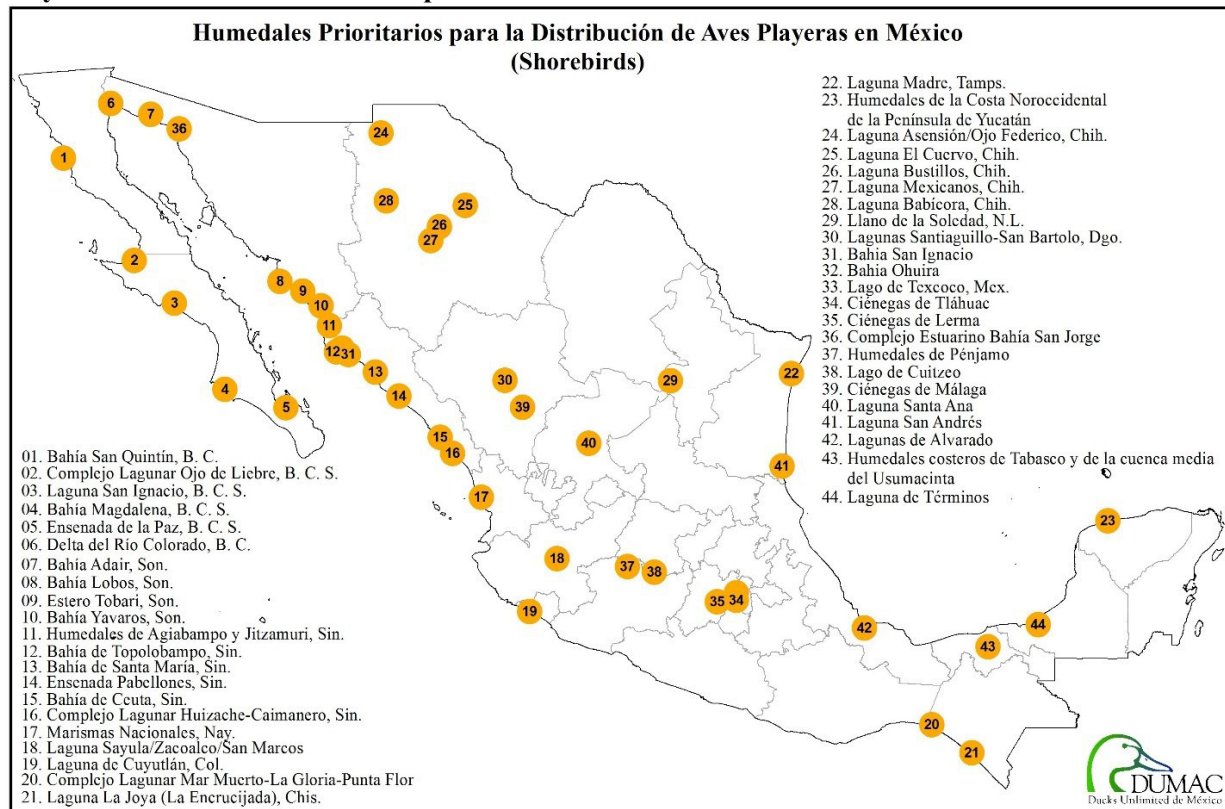 Humedales Prioritarios para la Distribución de Aves Playeras en México
(Shorebirds)
22. Laguna Madre, Tamps.
23. Humedales de la Costa Noroccidental
de la Península de Yucatán
24. Laguna Asensión/Ojo Federico, Chih.
25. Laguna El Cuervo, Chih.
26. Laguna Bustillos, Chih.
27. Laguna Mexicanos, Chih.
28. Laguna Babícora, Chih.
29. Llano de la Soledad, N.L.
30. Lagunas Santiaguillo-San Bartolo, Dgo.
31. Bahia San Ignacio
32. Bahia Ohuira
33. Lago de Texcoco, Mex.
34. Ciénegas de Tláhuac
35. Ciénegas de Lerma
36. Complejo Estuarino Bahía San Jorge
37. Humedales de Pénjamo
38. Lago de Cuitzeo
39. Ciénegas de Málaga
40. Laguna Santa Ana
41. Laguna San Andrés
42. Lagunas de Alvarado
43. Humedales costeros de Tabasco y de la cuenca media
del Usumacinta
44. Laguna de Términos
01. Bahía San Quintín, B. C.
02. Complejo Lagunar Ojo de Liebre, B. C. S.
03. Laguna San Ignacio, B. C. S.
04. Bahía Magdalena, B. C. S.
05. Ensenada de la Paz, B. C. S.
06. Delta del Río Colorado, B. C.
07. Bahía Adair, Son.
08. Bahía Lobos, Son.
09. Estero Tobari, Son.
10. Bahía Yavaros, Son.
11. Humedales de Agiabampo y Jitzamuri, Sin.
12. Bahía de Topolobampo, Sin.
13. Bahía de Santa María, Sin.
14. Ensenada Pabellones, Sin.
15. Bahía de Ceuta, Sin.
16. Complejo Lagunar Huizache-Caimanero, Sin.
17. Marismas Nacionales, Nay.
18. Laguna Sayula/Zacoalco/San Marcos
19. Laguna de Cuyutlán, Col.
20. Complejo Lagunar Mar Muerto-La Gloria-Punta Flor
21. Laguna La Joya (La Encrucijada), Chis.
6
7
36
24
1
28
25
26
27
2
3
8
9
10
11
12
31
13
14
4
5
30
39
29
22
40
15
16
41
17
18
37
38
19
35
34
23
42
44
43
20
21
DUMAC
Ducks Unlimited de México